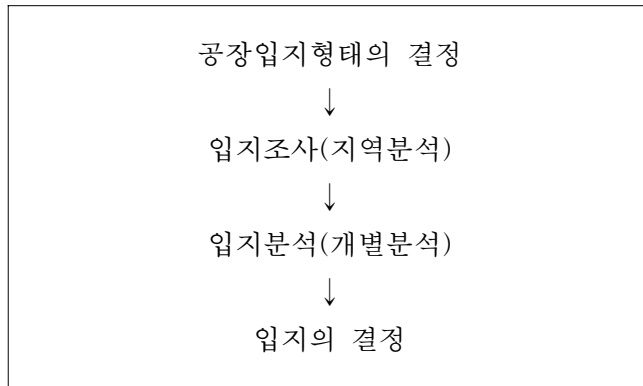 공장입지형태의 결정
↓
입지조사(지역분석)
↓
입지분석(개별분석)
↓
입지의 결정